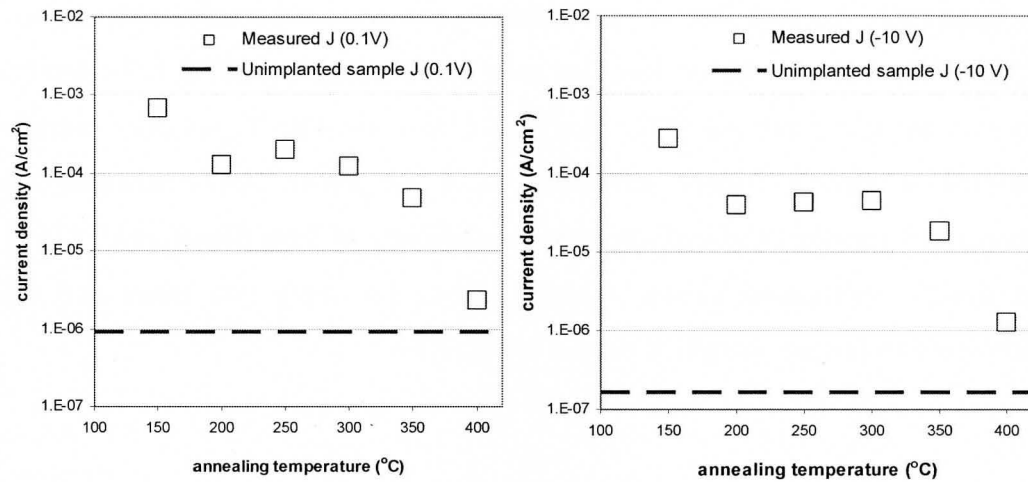 1.E-02
Measured J (0.1V)
Unimplanted sample J (0.1V)
1.E-03
1.E-04
1.E-05
1.E-06
1.E-07
current density (A/cm²)
100 150 200 250 300 350 400
annealing temperature (°C)
1.E-02
Measured J (-10 V)
Unimplanted sample J (-10 V)
1.E-03
1.E-04
1.E-05
1.E-06
1.E-07
current density (A/cm²)
100 150 200 250 300 350 400
annealing temperature (°C)